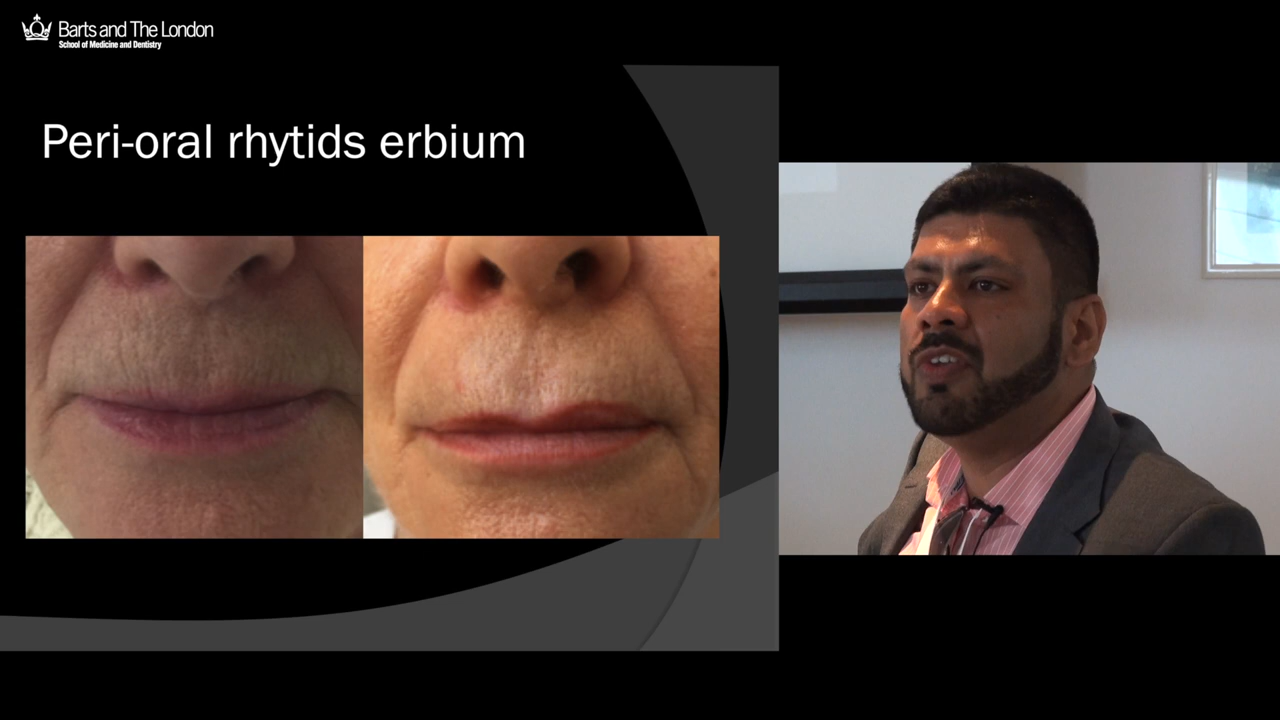 Barts and The London
School of Medicine and Dentistry
Peri-oral rhytids erbium